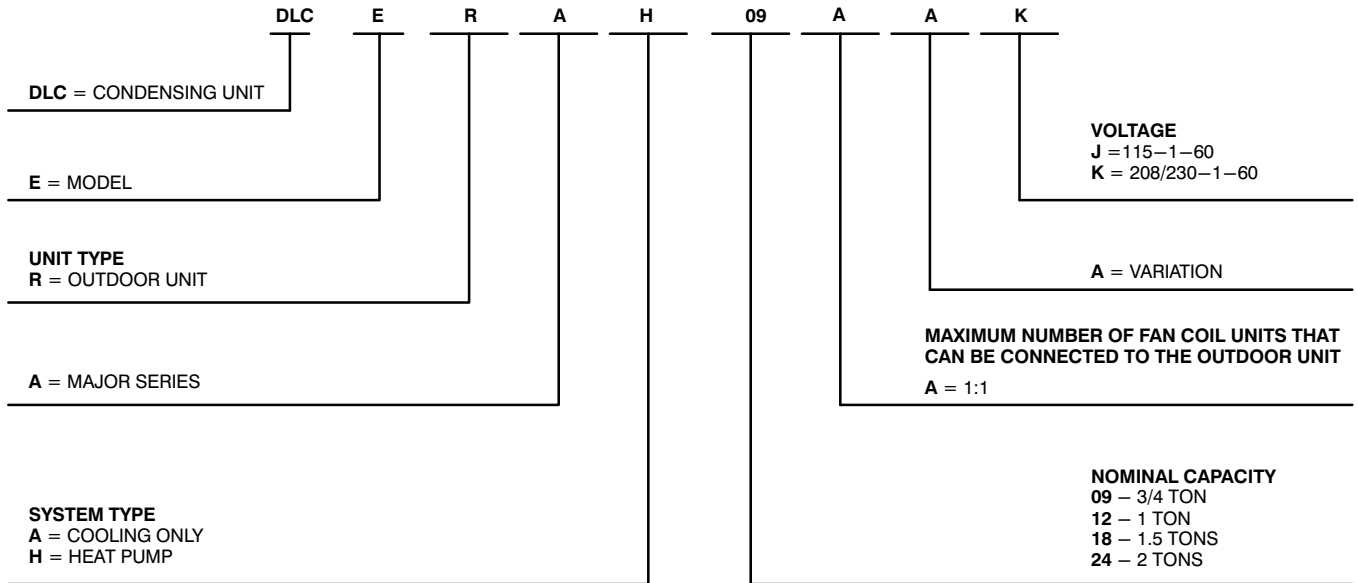 DLC E R A H 09 A A K
DLC = CONDENSING UNIT
E = MODEL
UNIT TYPE
R = OUTDOOR UNIT
A = MAJOR SERIES
SYSTEM TYPE
A = COOLING ONLY
H = HEAT PUMP
VOLTAGE
J =115−1−60
K = 208/230−1−60
A = VARIATION
MAXIMUM NUMBER OF FAN COIL UNITS THAT
CAN BE CONNECTED TO THE OUTDOOR UNIT
A = 1:1
NOMINAL CAPACITY
09 − 3/4 TON
12 − 1 TON
18 − 1.5 TONS
24 − 2 TONS